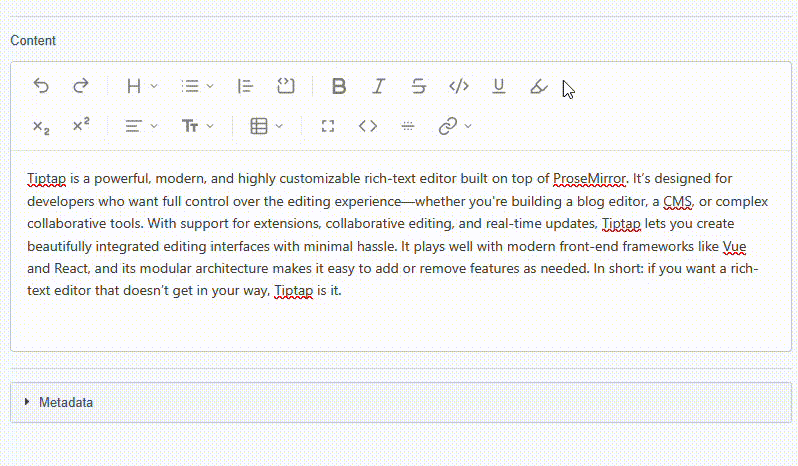 Content
H
B I S </> U
x₂ x²
TT
Tiptap is a powerful, modern, and highly customizable rich-text editor built on top of ProseMirror. It’s designed for
developers who want full control over the editing experience—whether you're building a blog editor, a CMS, or complex
collaborative tools. With support for extensions, collaborative editing, and real-time updates, Tiptap lets you create
beautifully integrated editing interfaces with minimal hassle. It plays well with modern front-end frameworks like Vue
and React, and its modular architecture makes it easy to add or remove features as needed. In short: if you want a rich-
text editor that doesn’t get in your way, Tiptap is it.
Metadata